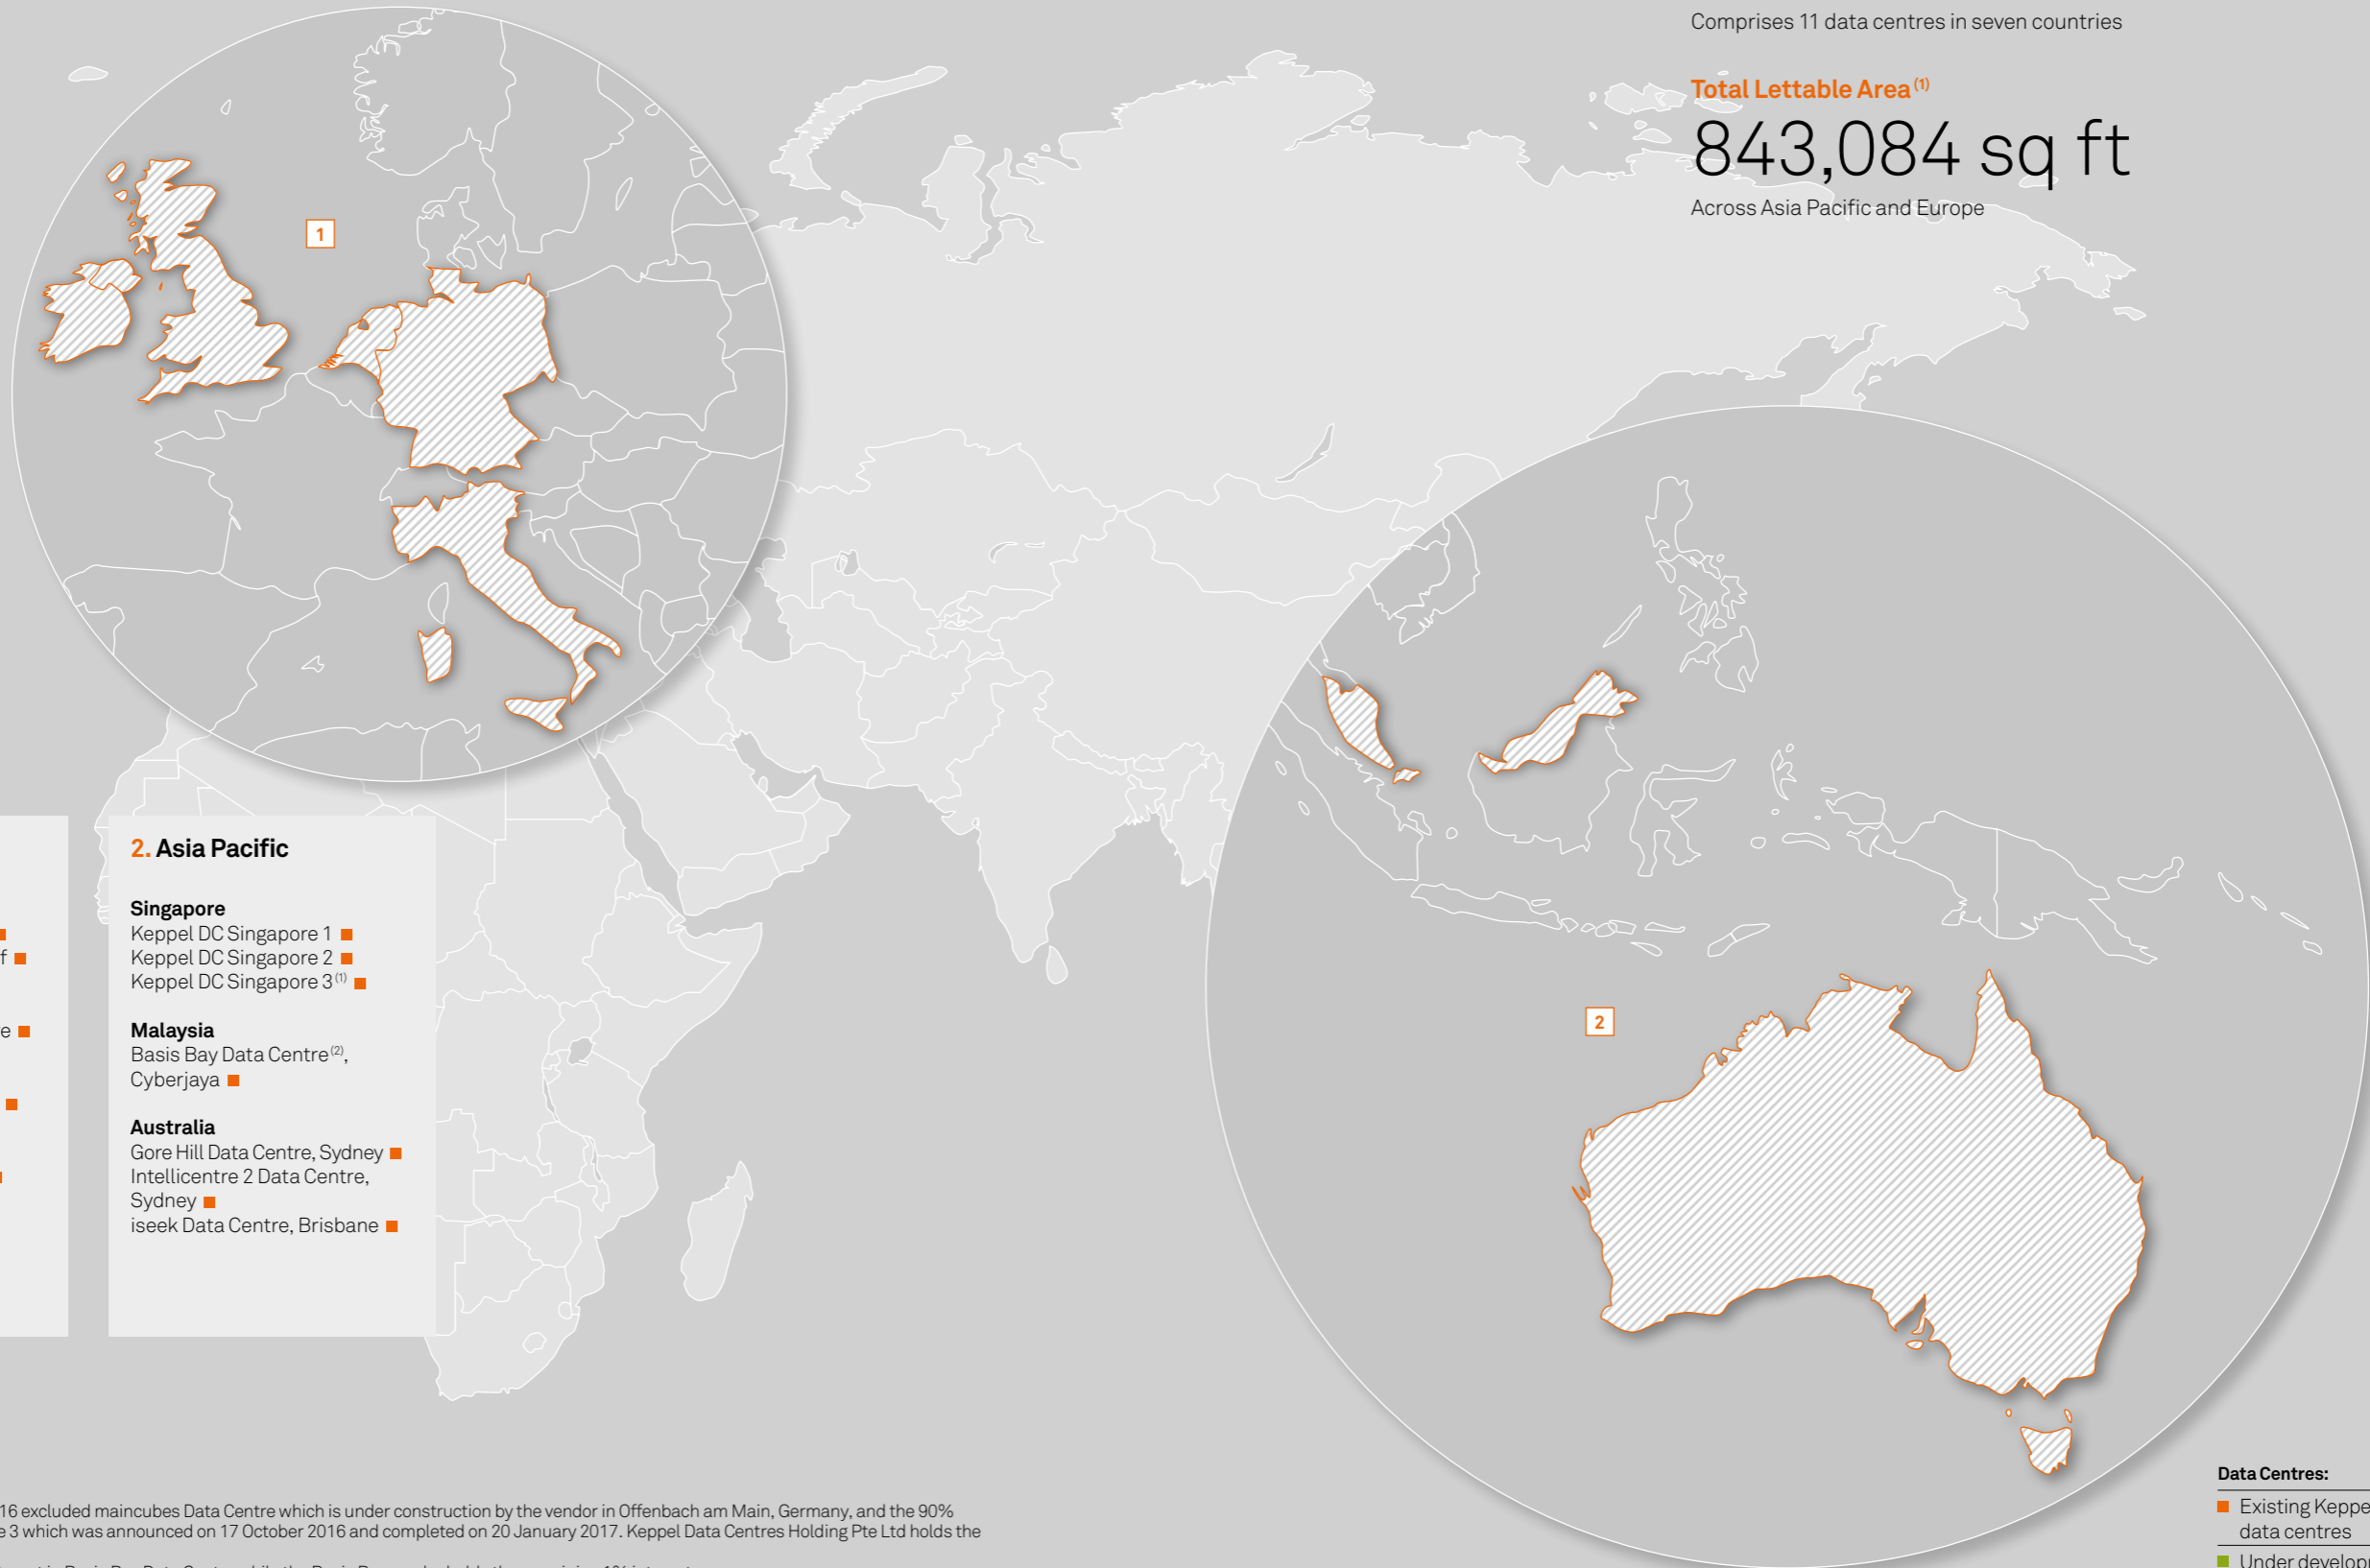 Comprises 11 data centres in seven countries
Total Lettable Area (1)
843,084 sq ft
Across Asia Pacific and Europe
1
2
2. Asia Pacific
Singapore
Keppel DC Singapore 1
Keppel DC Singapore 2
Keppel DC Singapore 3 (1)
Malaysia
Basis Bay Data Centre (2),
Cyberjaya
Australia
Gore Hill Data Centre, Sydney
Intellicentre 2 Data Centre,
Sydney
iseek Data Centre, Brisbane
16 excluded maincubes Data Centre which is under construction by the vendor in Offenbach am Main, Germany, and the 90%
3 which was announced on 17 October 2016 and completed on 20 January 2017. Keppel Data Centres Holding Pte Ltd holds the
Data Centres:
Existing Keppe
data centres